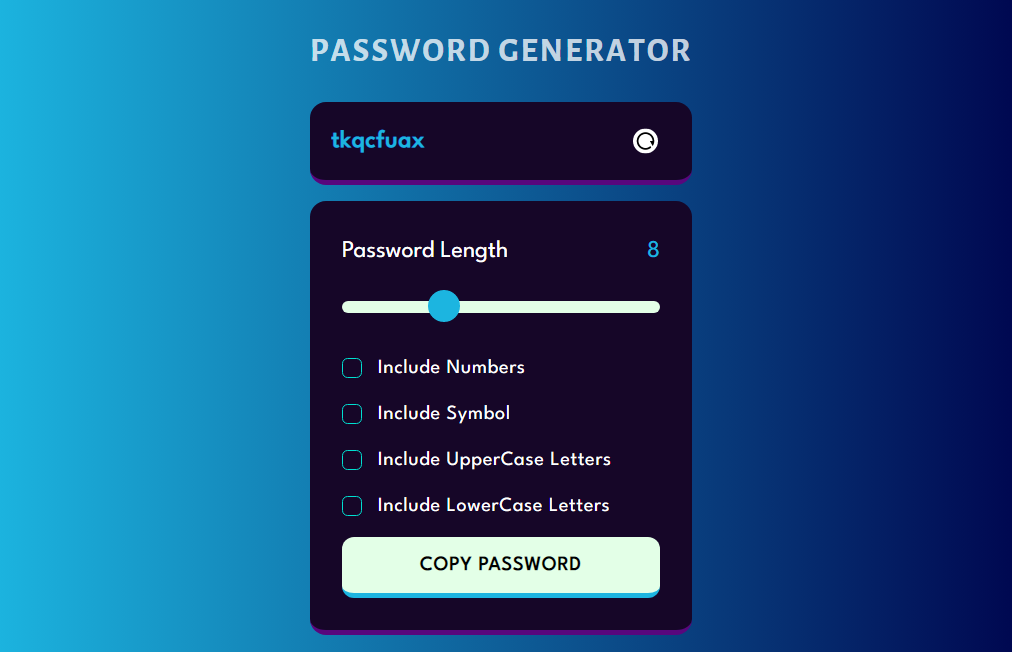 PASSWORD GENERATOR
tkqcfuax
Password Length 8
Include Numbers
Include Symbol
Include UpperCase Letters
Include LowerCase Letters
COPY PASSWORD